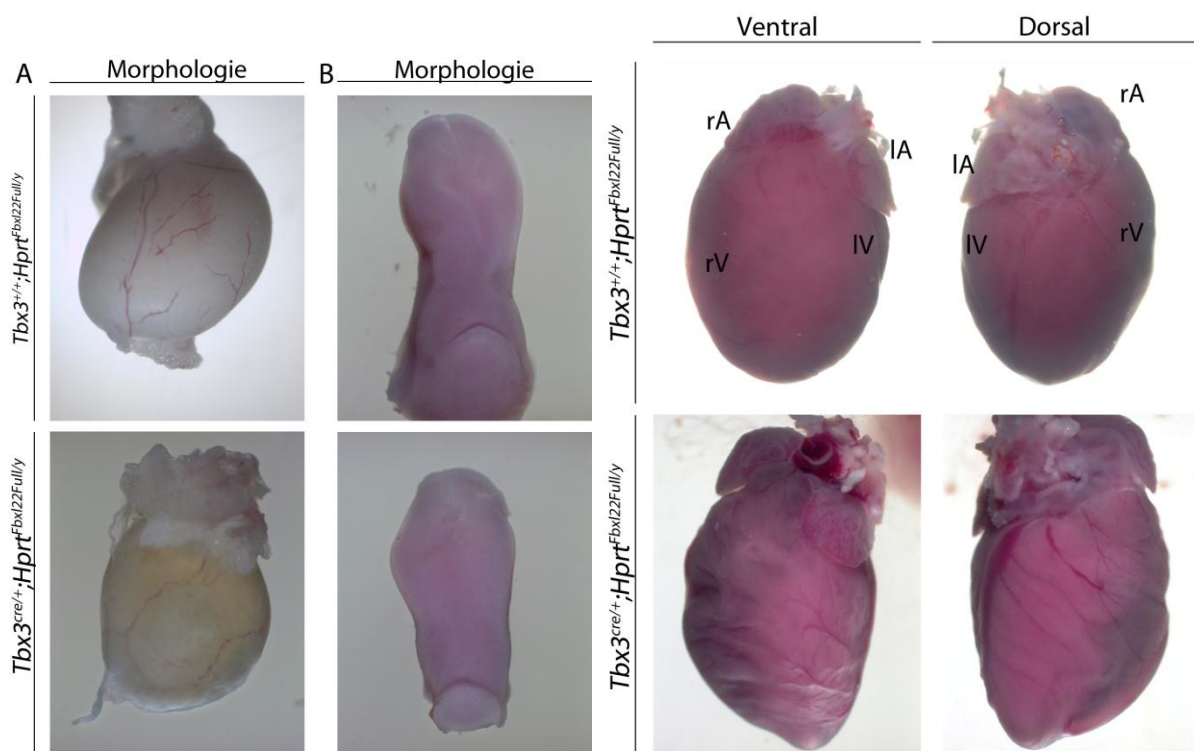 Ventral
Dorsal
A
Morphologie
B
Morphologie
Tbx3+/+;HprtFbxl22Full/y
Tbx3+/+;HprtFbxl22Full/y
rA
lA
rV
lV
rA
lA
lV
rV
Tbx3cre/+;HprtFbxl22Full/y
Tbx3cre/+;HprtFbxl22Full/y